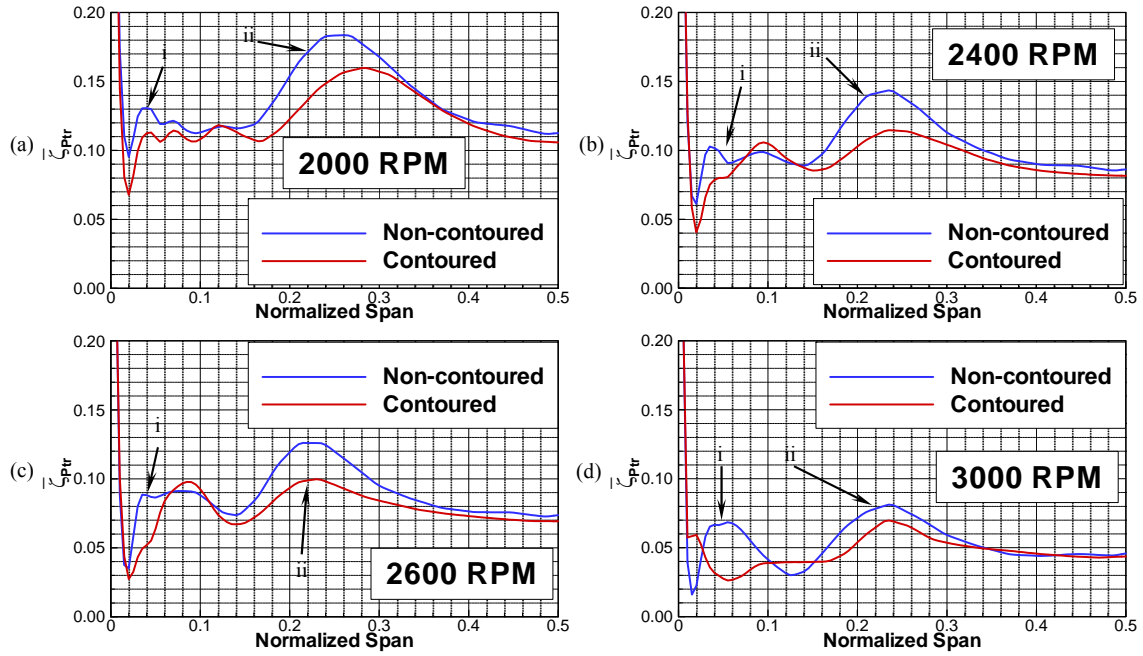 (a)
ζ̄Ptr
0.20
0.15
0.10
0.05
0.00
i
ii
2000 RPM
Non-contoured
Contoured
0
0.1
0.2
0.3
0.4
0.5
Normalized Span
(b)
ζ̄Ptr
0.20
0.15
0.10
0.05
0.00
i
ii
2400 RPM
Non-contoured
Contoured
0
0.1
0.2
0.3
0.4
0.5
Normalized Span
(c)
ζ̄Ptr
0.20
0.15
0.10
0.05
0.00
Non-contoured
Contoured
i
ii
2600 RPM
0
0.1
0.2
0.3
0.4
0.5
Normalized Span
(d)
ζ̄Ptr
0.20
0.15
0.10
0.05
0.00
Non-contoured
Contoured
i
ii
3000 RPM
0
0.1
0.2
0.3
0.4
0.5
Normalized Span